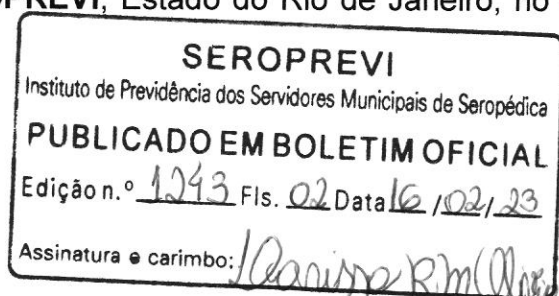 PREVI, Estado do Rio de Janeiro, no
SEROPREVI
Instituto de Previdência dos Servidores Municipais de Seropédica
PUBLICADO EM BOLETIM OFICIAL
Edição n.º 1243 Fls. 02 Data 16 / 02 / 23
Assinatura e carimbo: Clarisse R. M.